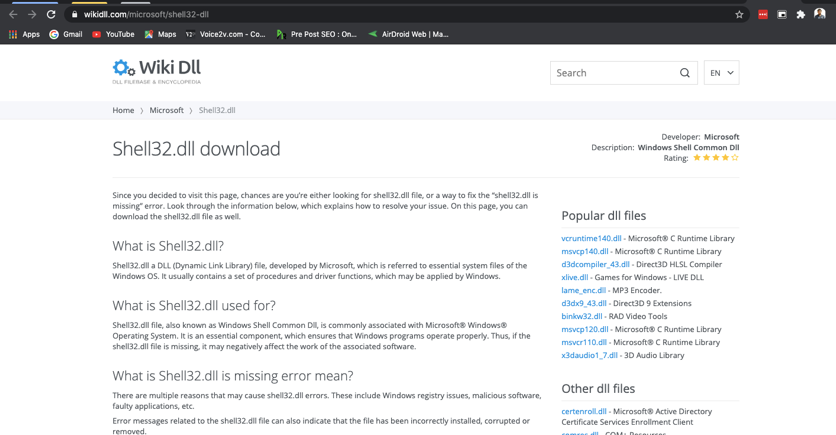 wikidll.com/microsoft/shell32-dll
Apps Gmail YouTube Maps Voice2v.com - Co... Pre Post SEO : On... AirDroid Web | Ma...
Wiki Dll
DLL FILEBASE & ENCYCLOPEDIA
Search
EN
Home > Microsoft > Shell32.dll
Shell32.dll download
Developer: Microsoft
Description: Windows Shell Common Dll
Rating:
Since you decided to visit this page, chances are you're either looking for shell32.dll file, or a way to fix the “shell32.dll is
missing” error. Look through the information below, which explains how to resolve your issue. On this page, you can
download the shell32.dll file as well.
What is Shell32.dll?
Shell32.dll a DLL (Dynamic Link Library) file, developed by Microsoft, which is referred to essential system files of the
Windows OS. It usually contains a set of procedures and driver functions, which may be applied by Windows.
What is Shell32.dll used for?
Shell32.dll file, also known as Windows Shell Common Dll, is commonly associated with Microsoft® Windows®
Operating System. It is an essential component, which ensures that Windows programs operate properly. Thus, if the
shell32.dll file is missing, it may negatively affect the work of the associated software.
What is Shell32.dll is missing error mean?
There are multiple reasons that may cause shell32.dll errors. These include Windows registry issues, malicious software,
faulty applications, etc.
Error messages related to the shell32.dll file can also indicate that the file has been incorrectly installed, corrupted or
removed.
Popular dll files
vcruntime140.dll - Microsoft® C Runtime Library
msvcp140.dll - Microsoft® C Runtime Library
d3dcompiler_43.dll - Direct3D HLSL Compiler
xlive.dll - Games for Windows - LIVE DLL
lame_enc.dll - MP3 Encoder.
d3dx9_43.dll - Direct3D 9 Extensions
binkw32.dll - RAD Video Tools
msvcp120.dll - Microsoft® C Runtime Library
msvcr110.dll - Microsoft® C Runtime Library
x3daudio1_7.dll - 3D Audio Library
Other dll files
certenroll.dll - Microsoft® Active Directory
Certificate Services Enrollment Client